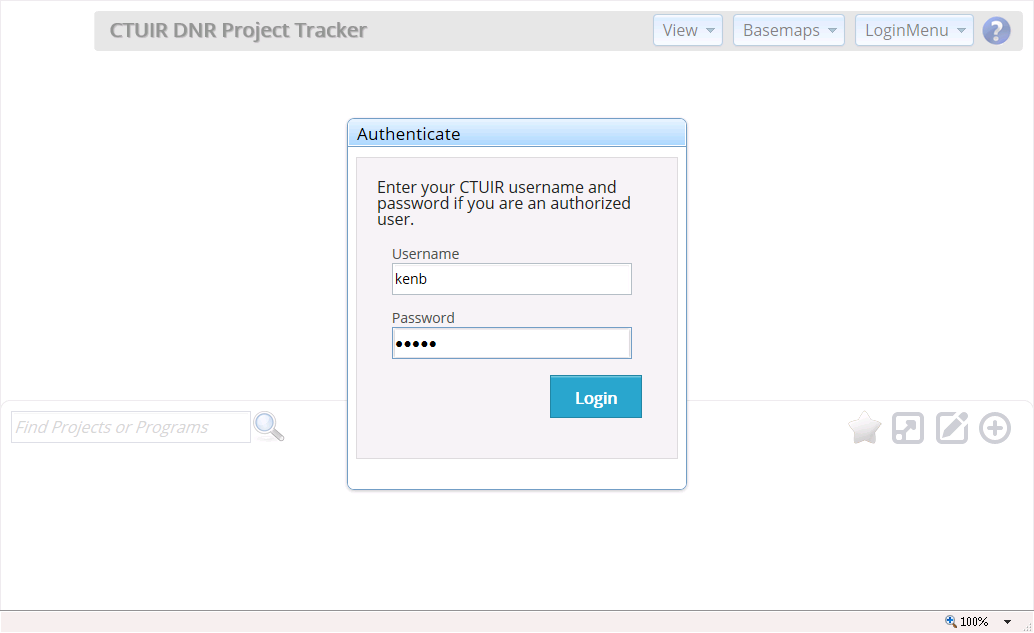 CTUIR DNR Project Tracker
View
Basemaps
LoginMenu
?
Authenticate
Enter your CTUIR username and
password if you are an authorized
user.
Username
kenb
Password
•••••
Login
Find Projects or Programs
100%